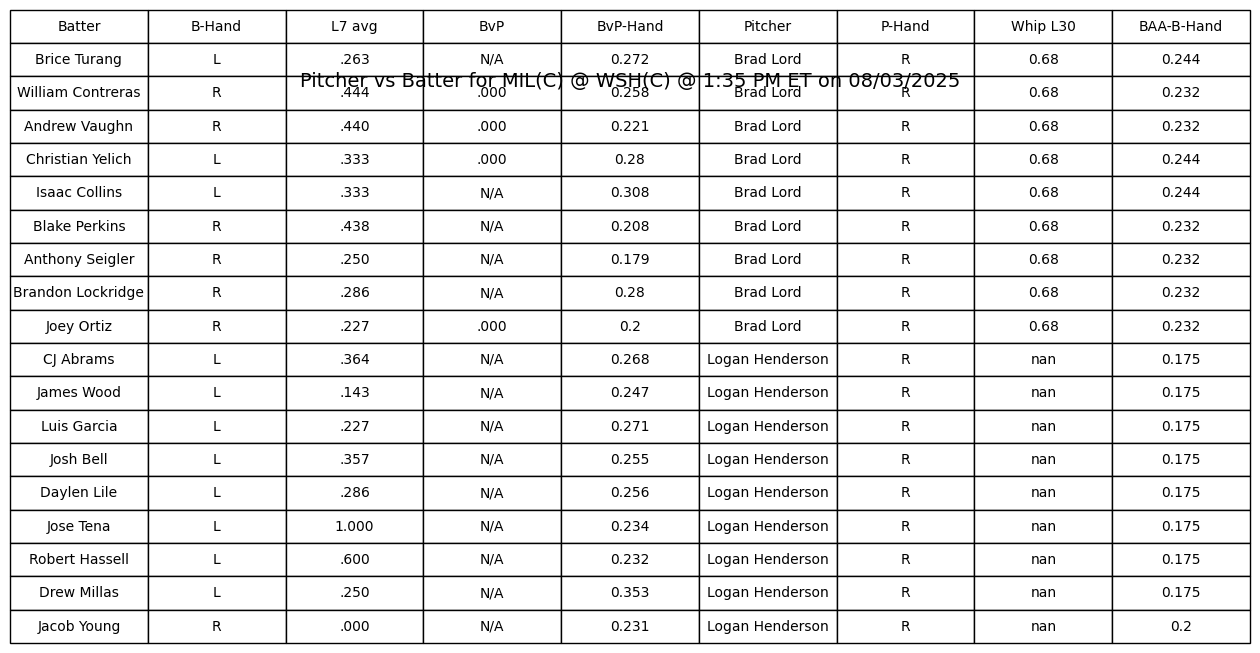 Batter B-Hand L7 avg BvP BvP-Hand Pitcher P-Hand Whip L30 BAA-B-Hand
Brice Turang L .263 N/A 0.272 Brad Lord R 0.68 0.244
Pitcher vs Batter for MIL(C) @ WSH(C) @ 1:35 PM ET on 08/03/2025
William Contreras R .444 .000 0.258 Brad Lord R 0.68 0.232
Andrew Vaughn R .440 .000 0.221 Brad Lord R 0.68 0.232
Christian Yelich L .333 .000 0.28 Brad Lord R 0.68 0.244
Isaac Collins L .333 N/A 0.308 Brad Lord R 0.68 0.244
Blake Perkins R .438 N/A 0.208 Brad Lord R 0.68 0.232
Anthony Seigler R .250 N/A 0.179 Brad Lord R 0.68 0.232
Brandon Lockridge R .286 N/A 0.28 Brad Lord R 0.68 0.232
Joey Ortiz R .227 .000 0.2 Brad Lord R 0.68 0.232
CJ Abrams L .364 N/A 0.268 Logan Henderson R nan 0.175
James Wood L .143 N/A 0.247 Logan Henderson R nan 0.175
Luis Garcia L .227 N/A 0.271 Logan Henderson R nan 0.175
Josh Bell L .357 N/A 0.255 Logan Henderson R nan 0.175
Daylen Lile L .286 N/A 0.256 Logan Henderson R nan 0.175
Jose Tena L 1.000 N/A 0.234 Logan Henderson R nan 0.175
Robert Hassell L .600 N/A 0.232 Logan Henderson R nan 0.175
Drew Millas L .250 N/A 0.353 Logan Henderson R nan 0.175
Jacob Young R .000 N/A 0.231 Logan Henderson R nan 0.2